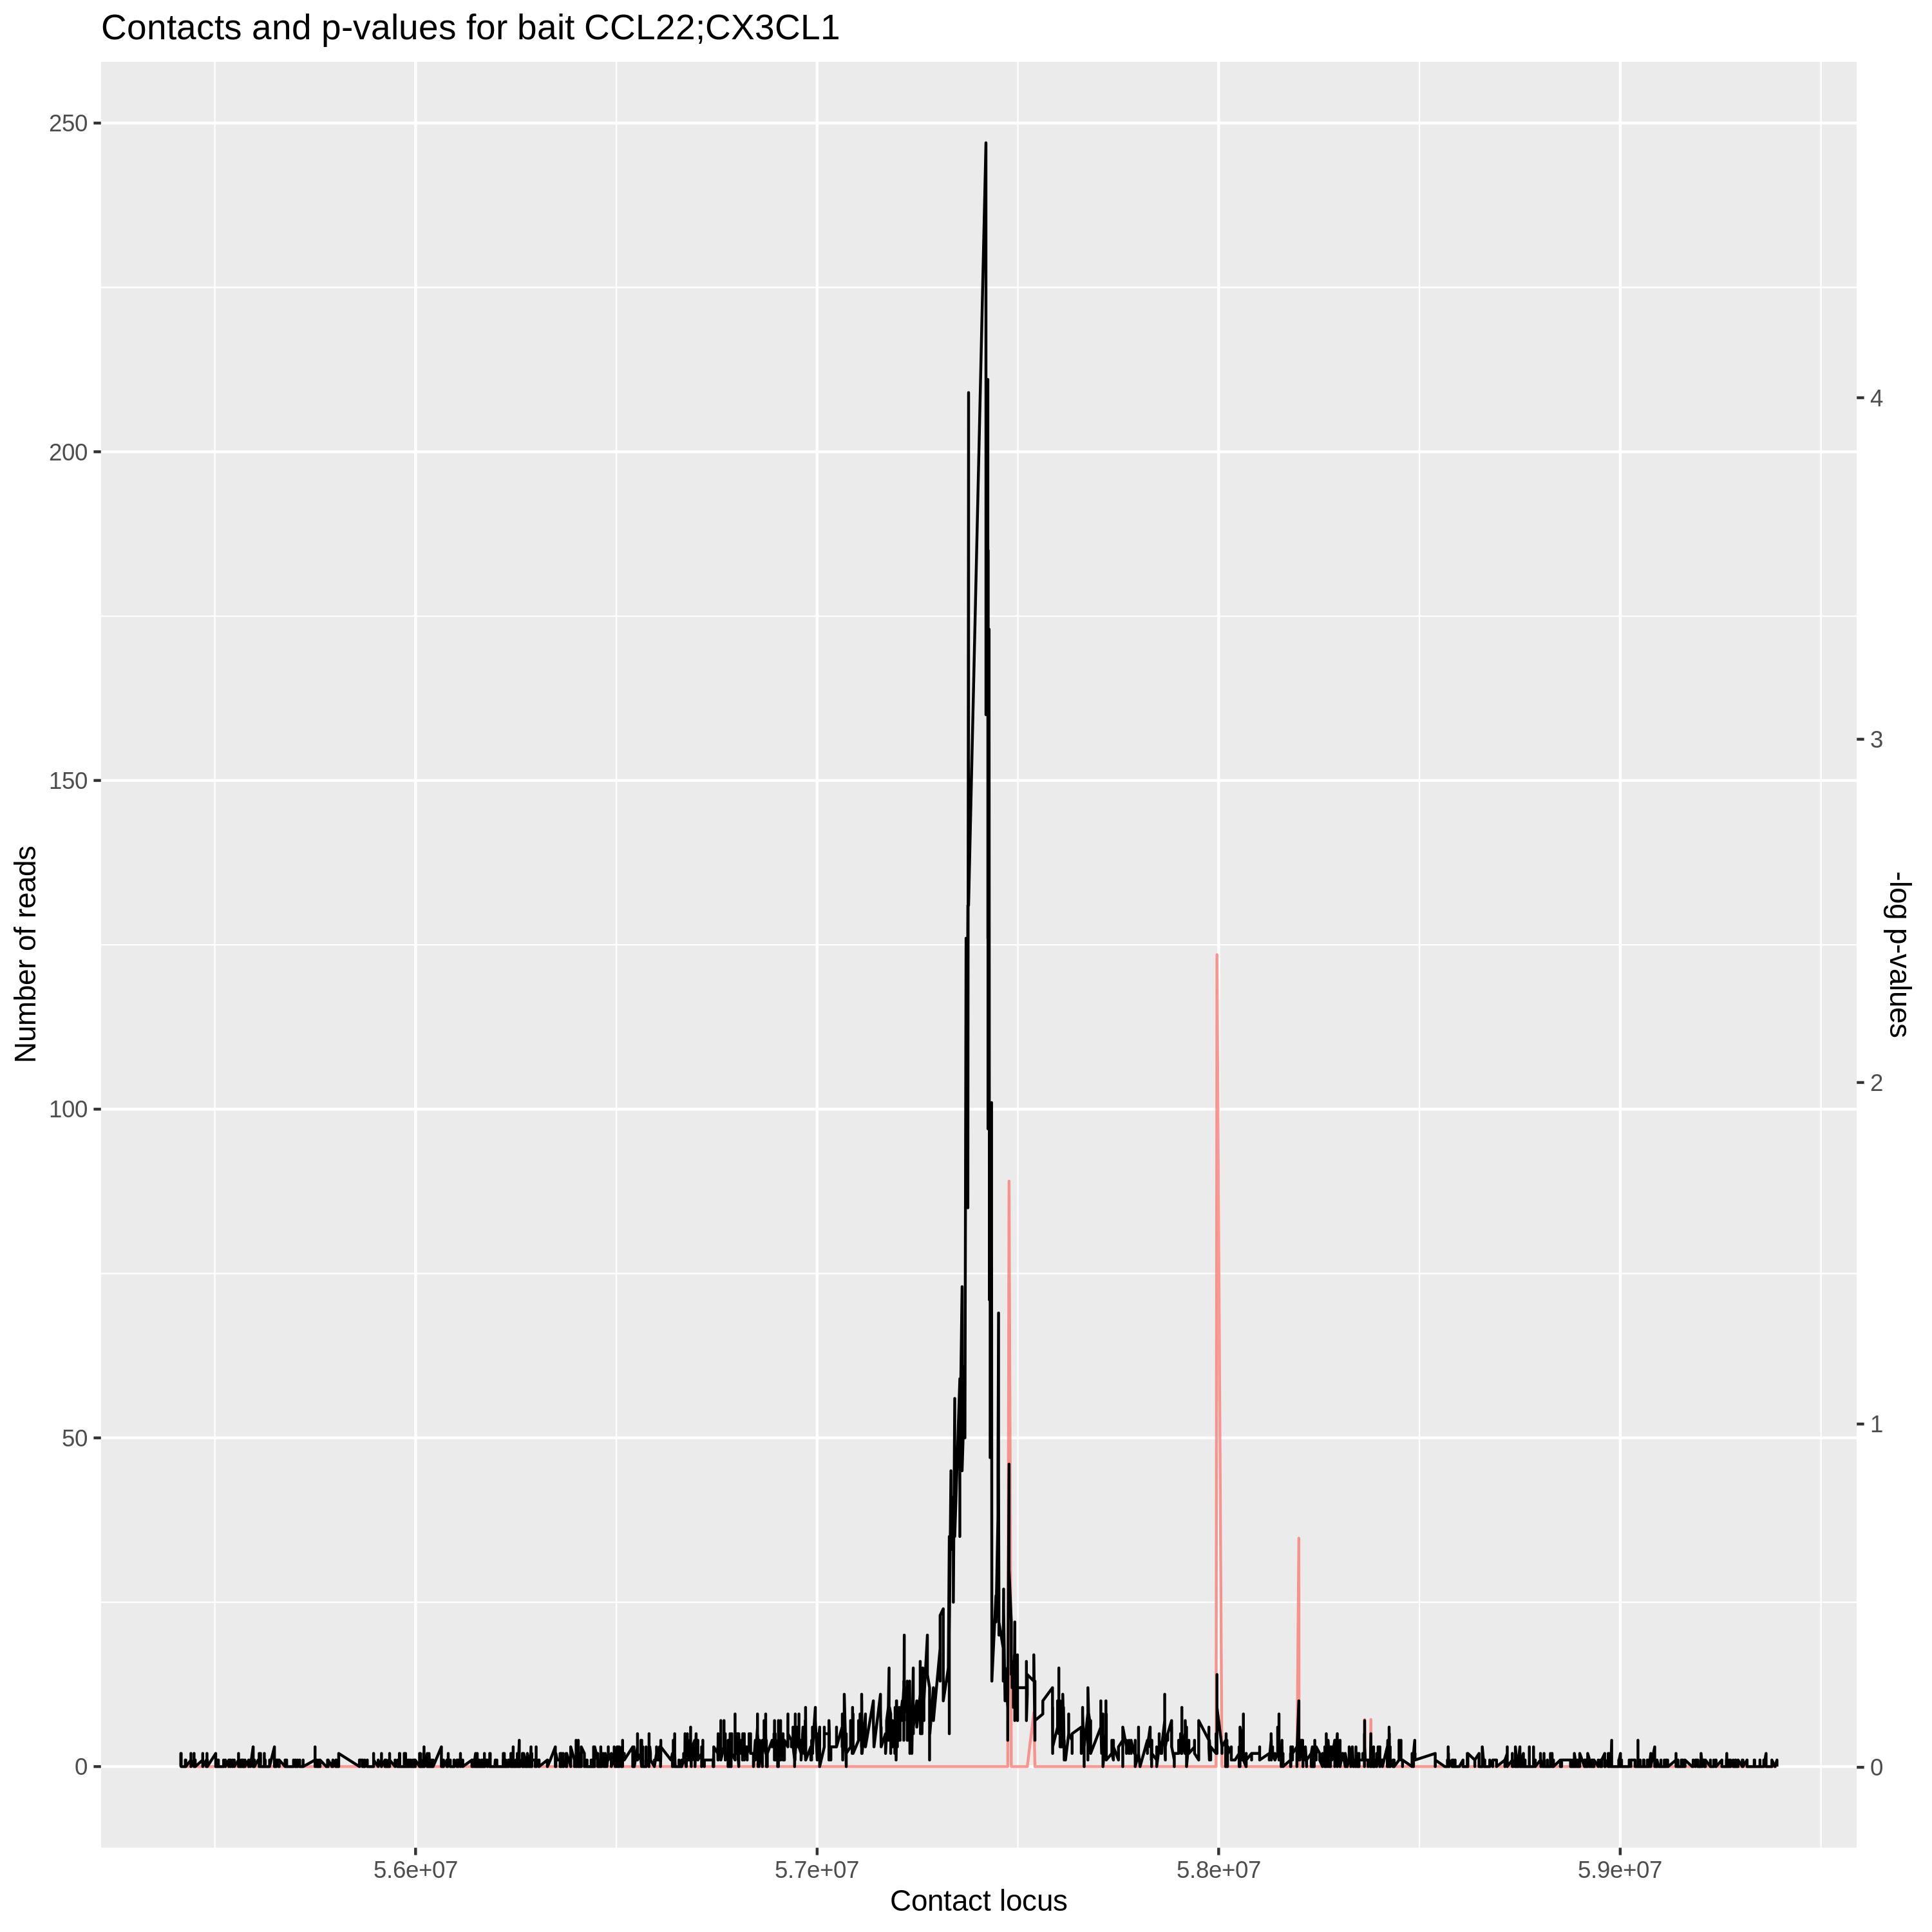 Contacts and p-values for bait CCL22;CX3CL1
250
200
150
100
50
0
Number of reads
4
3
2
1
0
-log p-values
5.6e+07
5.7e+07
5.8e+07
5.9e+07
Contact locus